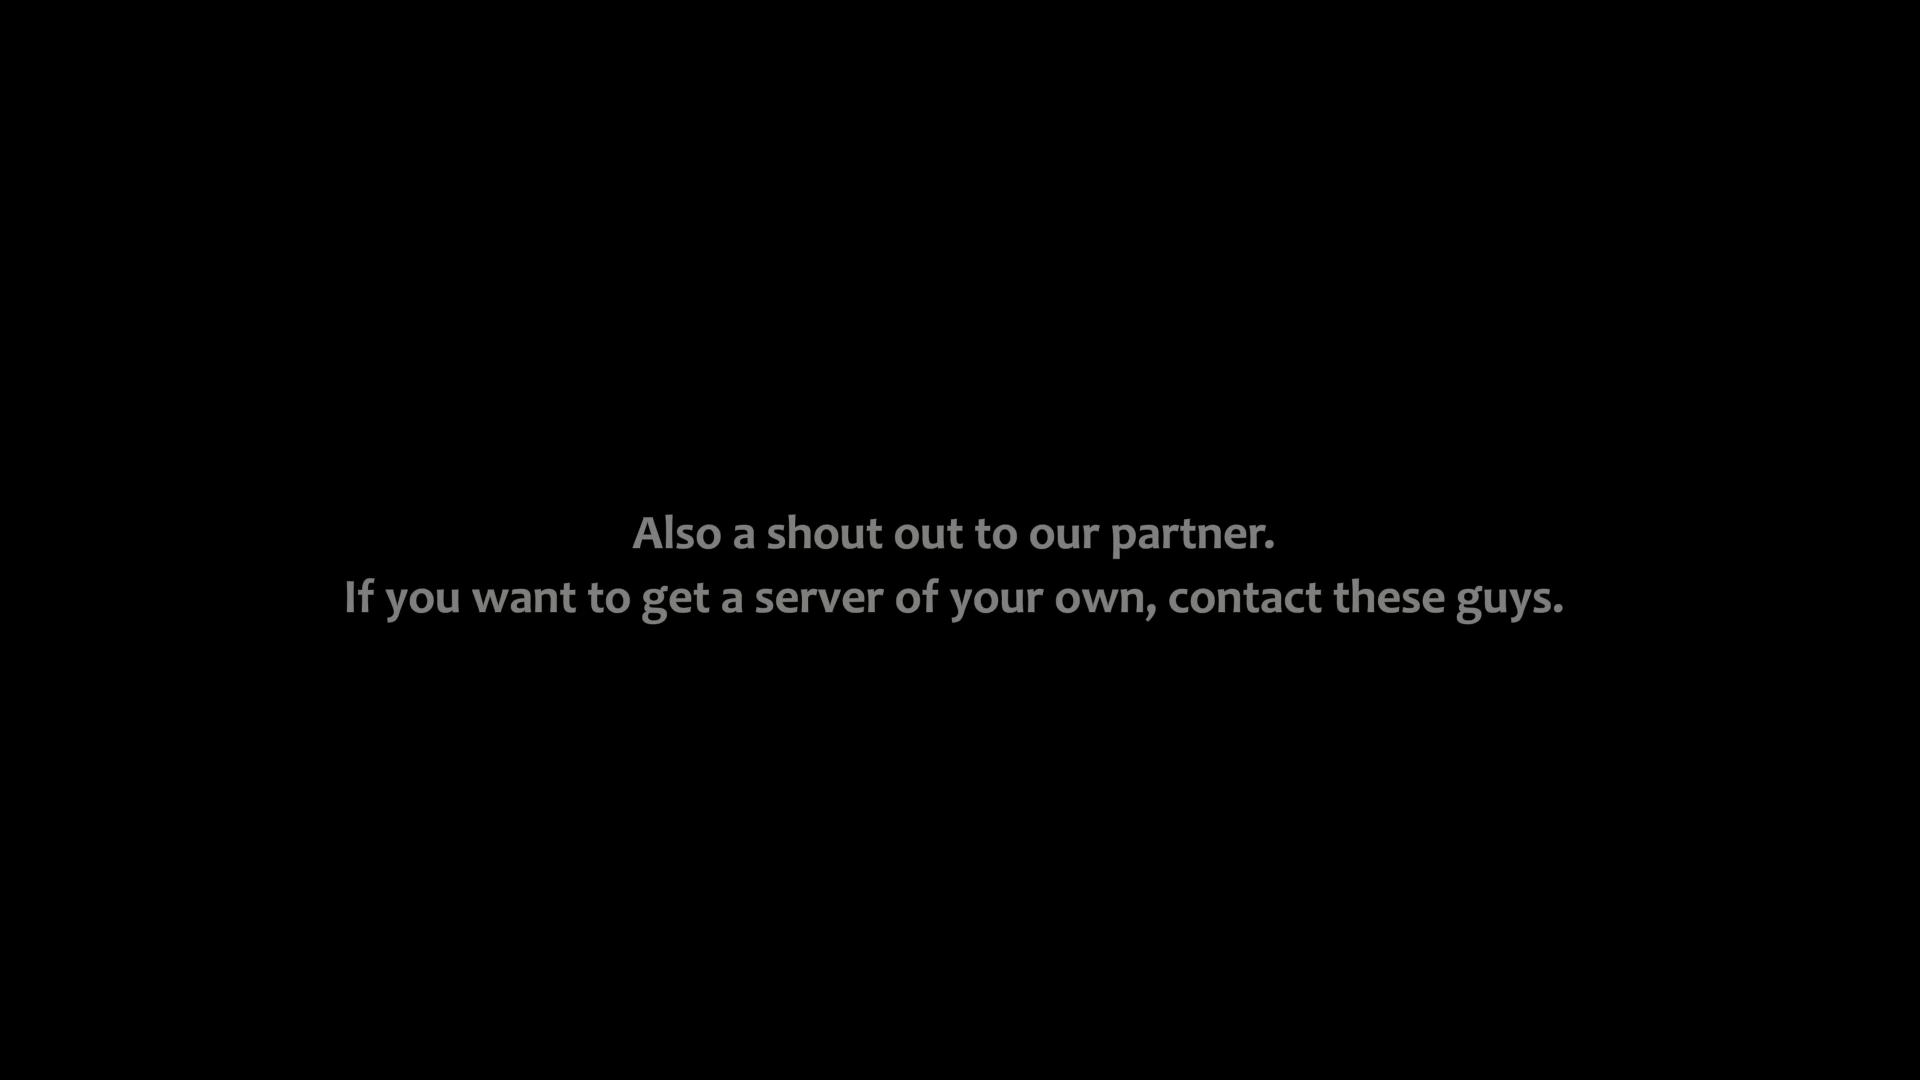 Also a shout out to our partner.
If you want to get a server of your own, contact these guys.